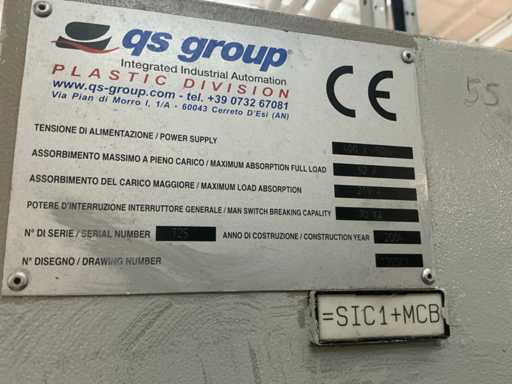 qs group®
Integrated Industrial Automation
PLASTIC DIVISION
www.qs-group.com - tel. +39 0732 67081
Via Pian di Morro I, 1/A - 60043 Cerreto D'Esi (AN)
CE
55
TENSIONE DI ALIMENTAZIONE / POWER SUPPLY
ASSORBIMENTO MASSIMO A PIENO CARICO / MAXIMUM ABSORPTION FULL LOAD
ASSORBIMENTO DEL CARICO MAGGIORE / MAXIMUM LOAD ABSORPTION
POTERE D'INTERRUZIONE INTERRUTTORE GENERALE / MAN SWITCH BREAKING CAPALITY
N° DI SERIE / SERIAL NUMBER 725 ANNO DI COSTRUZIONE / CONSTRUCTION YEAR
N° DISEGNO / DRAWING NUMBER
=SIC1+MCB